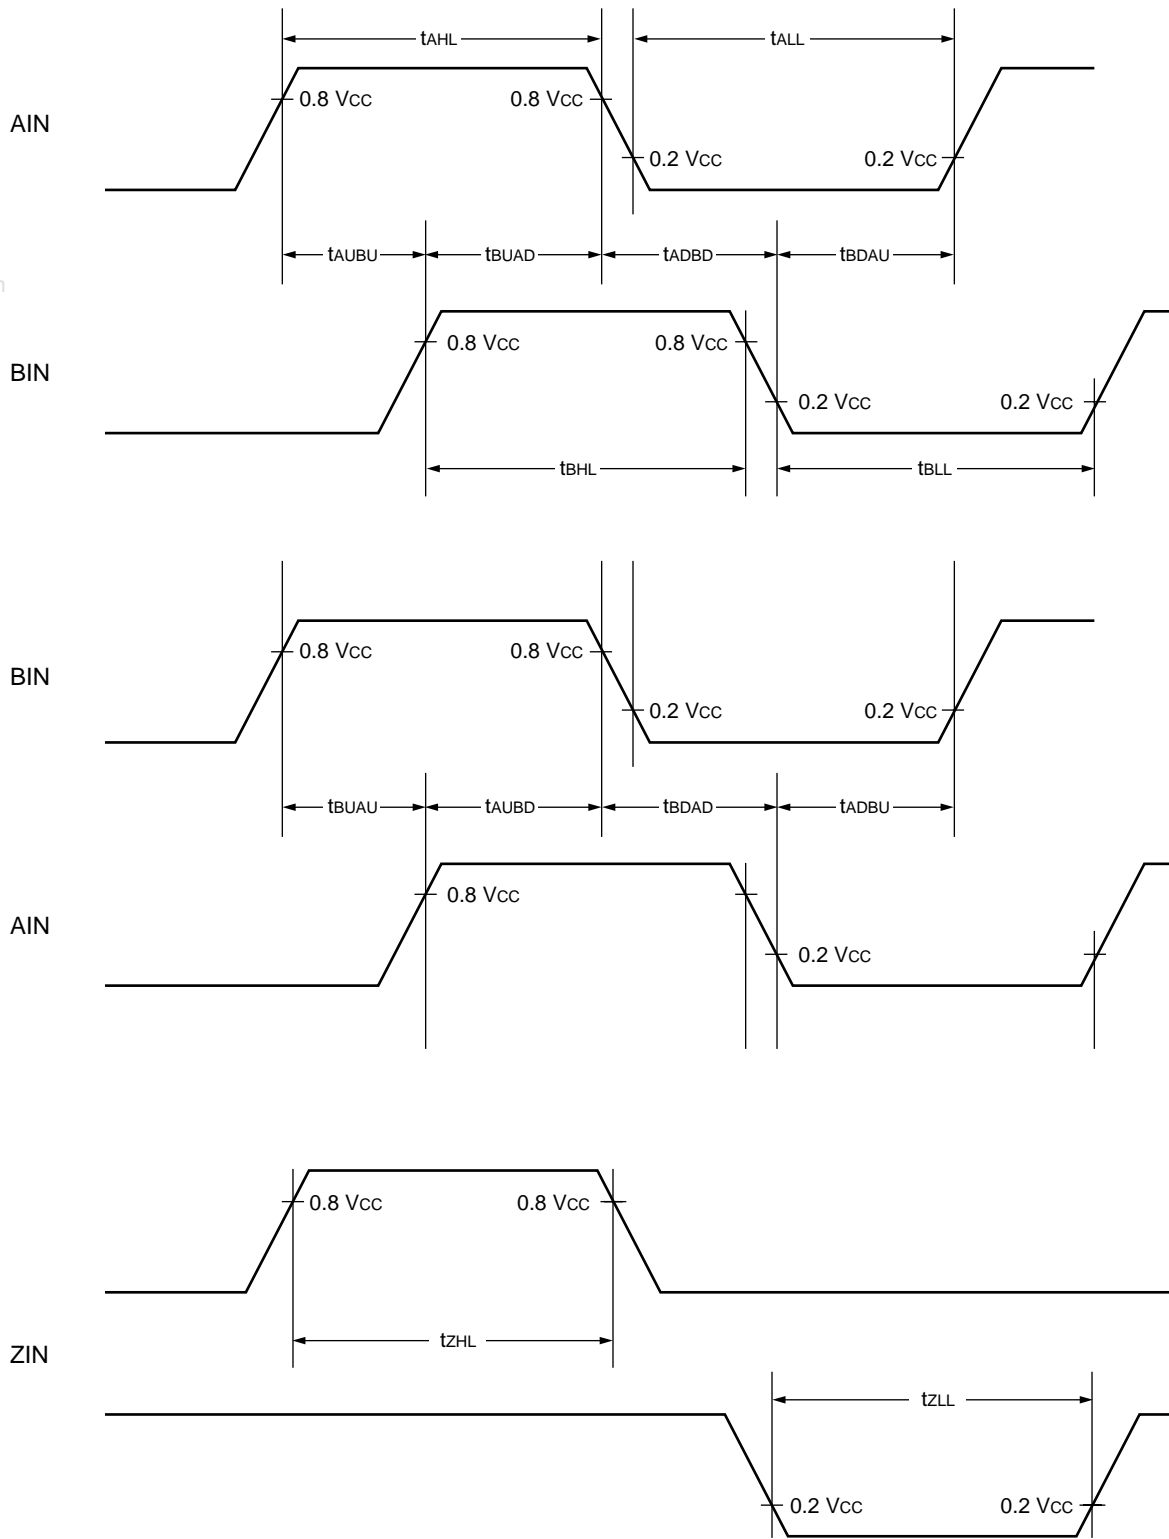 tAHL tALL
0.8 VCC 0.8 VCC
AIN
0.2 VCC 0.2 VCC
tAUBU tBUAD tADBD tBDAU
n
0.8 VCC 0.8 VCC
BIN
0.2 VCC 0.2 VCC
tBHL tBLL
0.8 VCC 0.8 VCC
BIN
0.2 VCC 0.2 VCC
tBUAU tAUBD tBDAD tADBU
0.8 VCC
AIN
0.2 VCC
0.8 VCC 0.8 VCC
tZHL
ZIN
tZLL
0.2 VCC 0.2 VCC